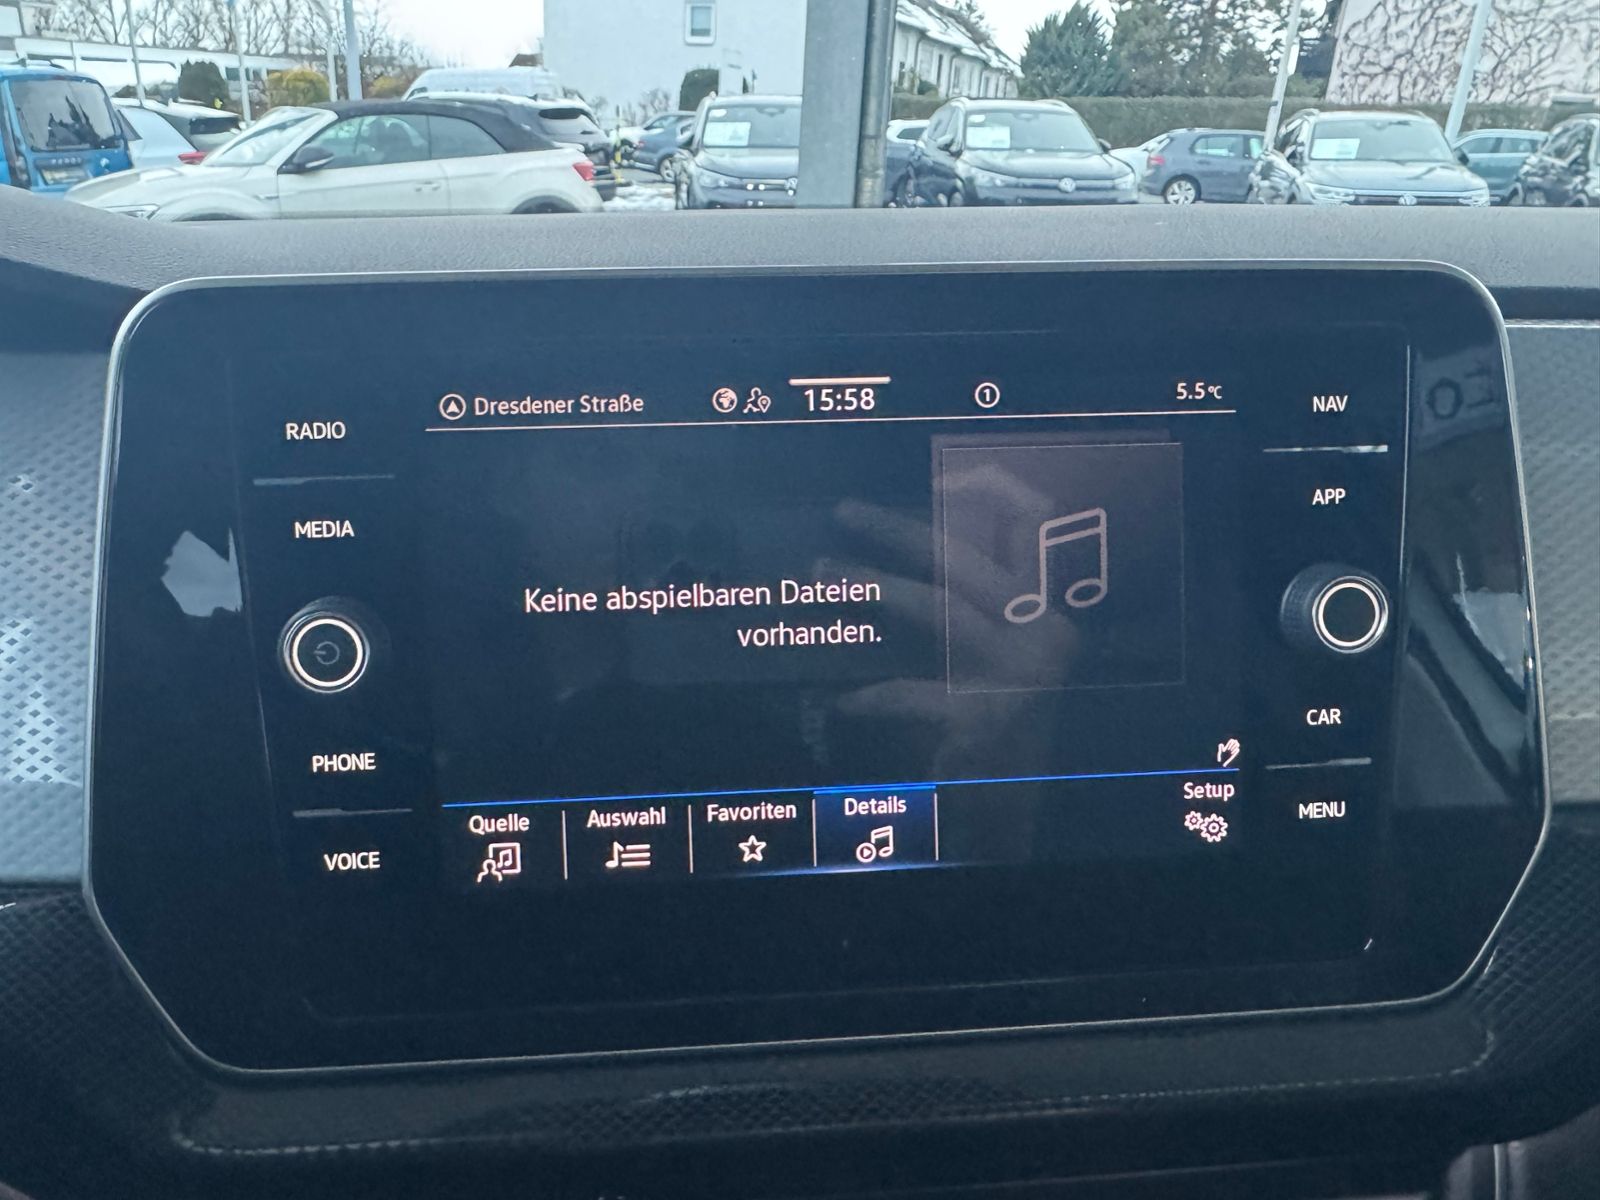 Dresdener Straße
15:58
1
5.5°C
RADIO
MEDIA
PHONE
VOICE
Keine abspielbaren Dateien
vorhanden.
NAV
APP
CAR
MENU
Quelle
Auswahl
Favoriten
Details
Setup